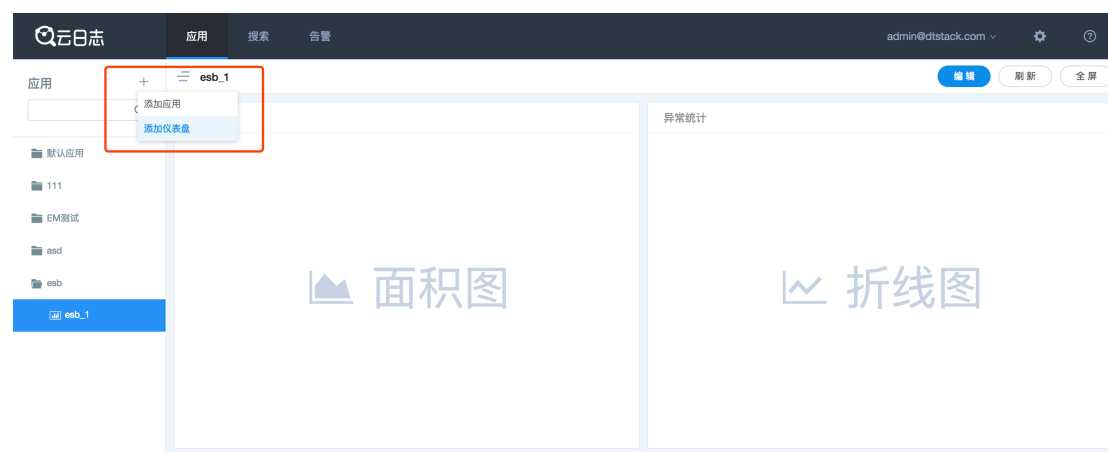 云日志
应用 搜索 告警 admin@dtstack.com
应用
esb_1 编辑 刷新 全屏
添加应用
添加仪表盘
异常统计
默认应用
111
EM测试
asd
esb
esb_1
面积图 折线图